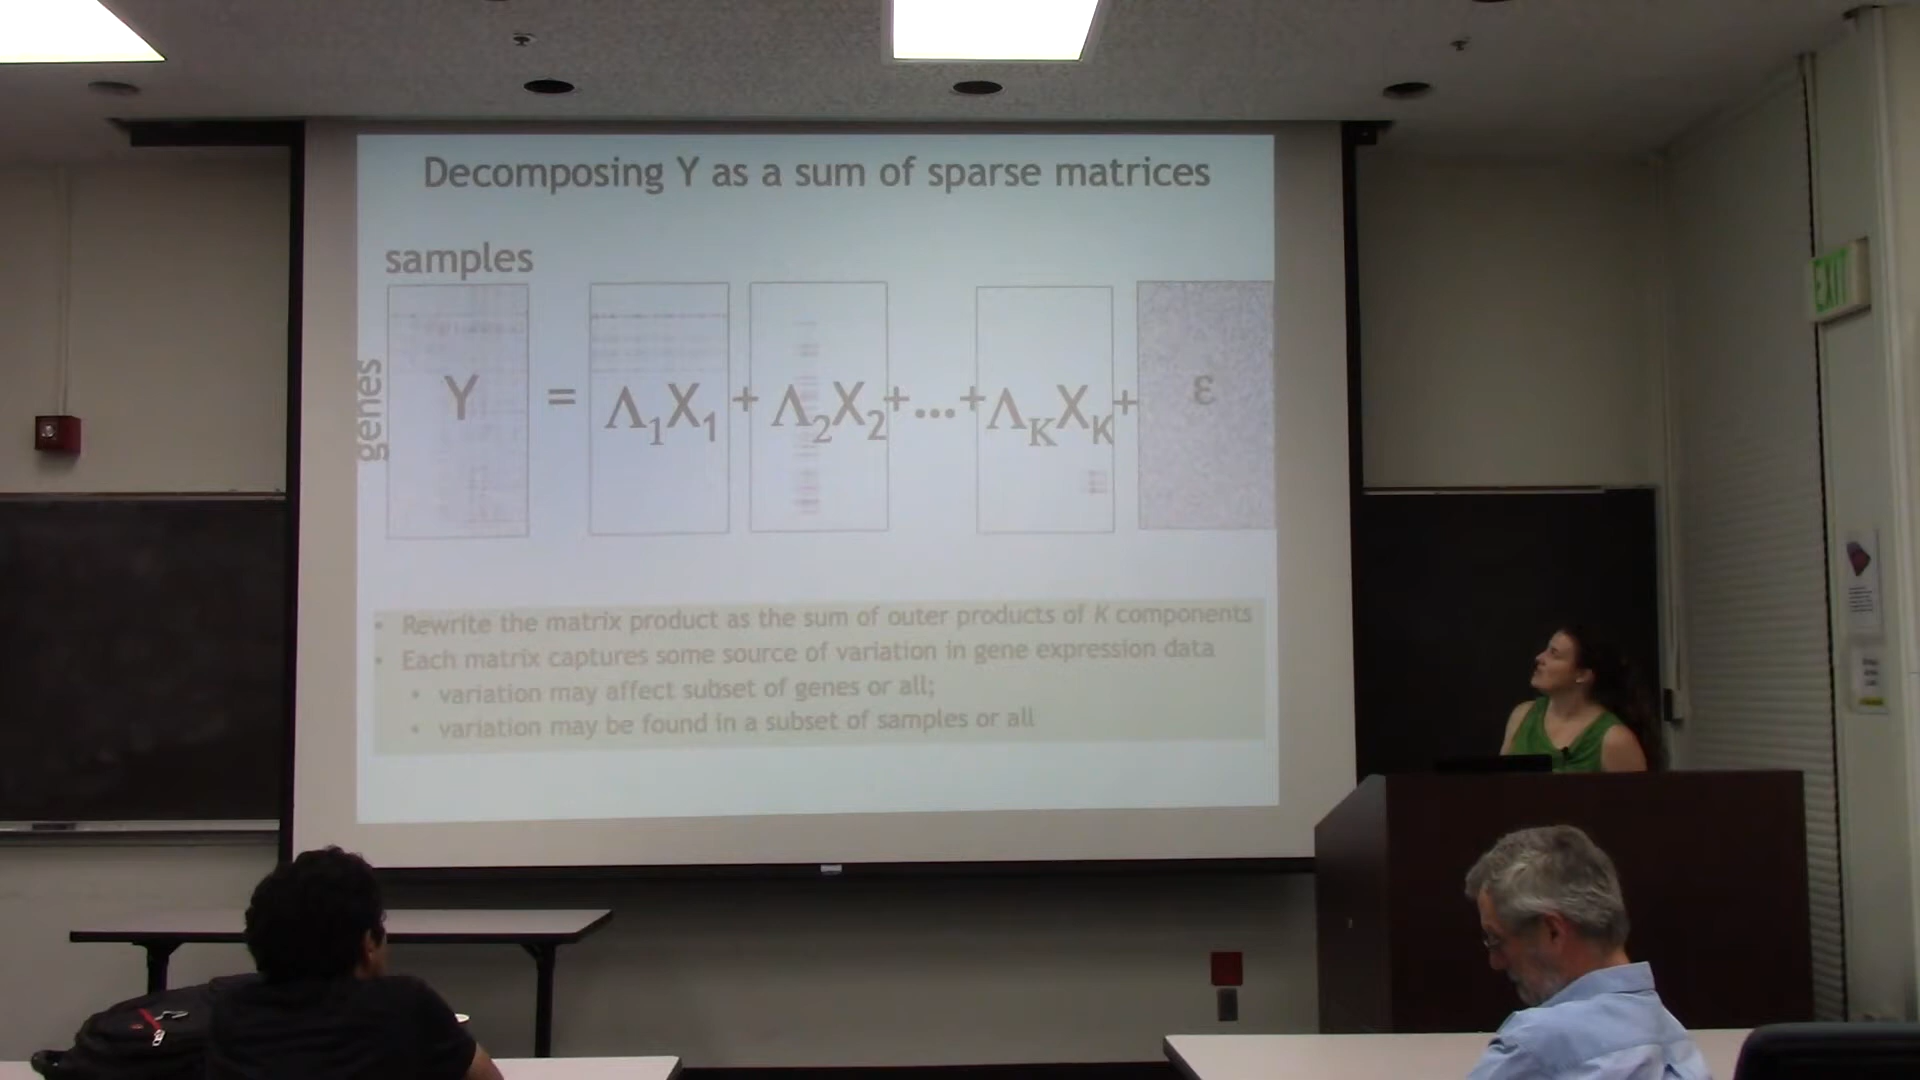 Decomposing Y as a sum of sparse matrices
samples
genes
Y = Λ₁X₁ + Λ₂X₂ +...+ Λ_K X_K + ε
• Rewrite the matrix product as the sum of outer products of K components
• Each matrix captures some source of variation in gene expression data
• variation may affect subset of genes or all;
• variation may be found in a subset of samples or all
EXIT